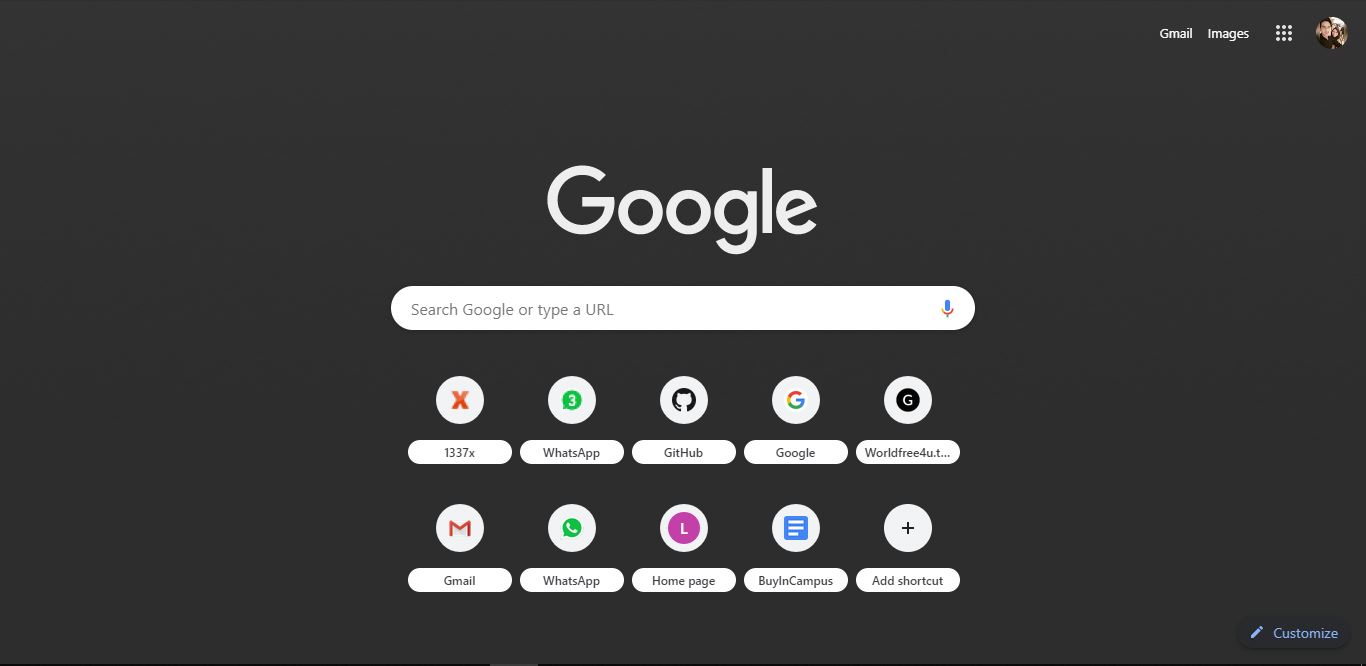 Gmail Images
Google
Search Google or type a URL
X 3 G G
1337x WhatsApp GitHub Google Worldfree4u.t...
M L
Gmail WhatsApp Home page BuyInCampus Add shortcut
Customize